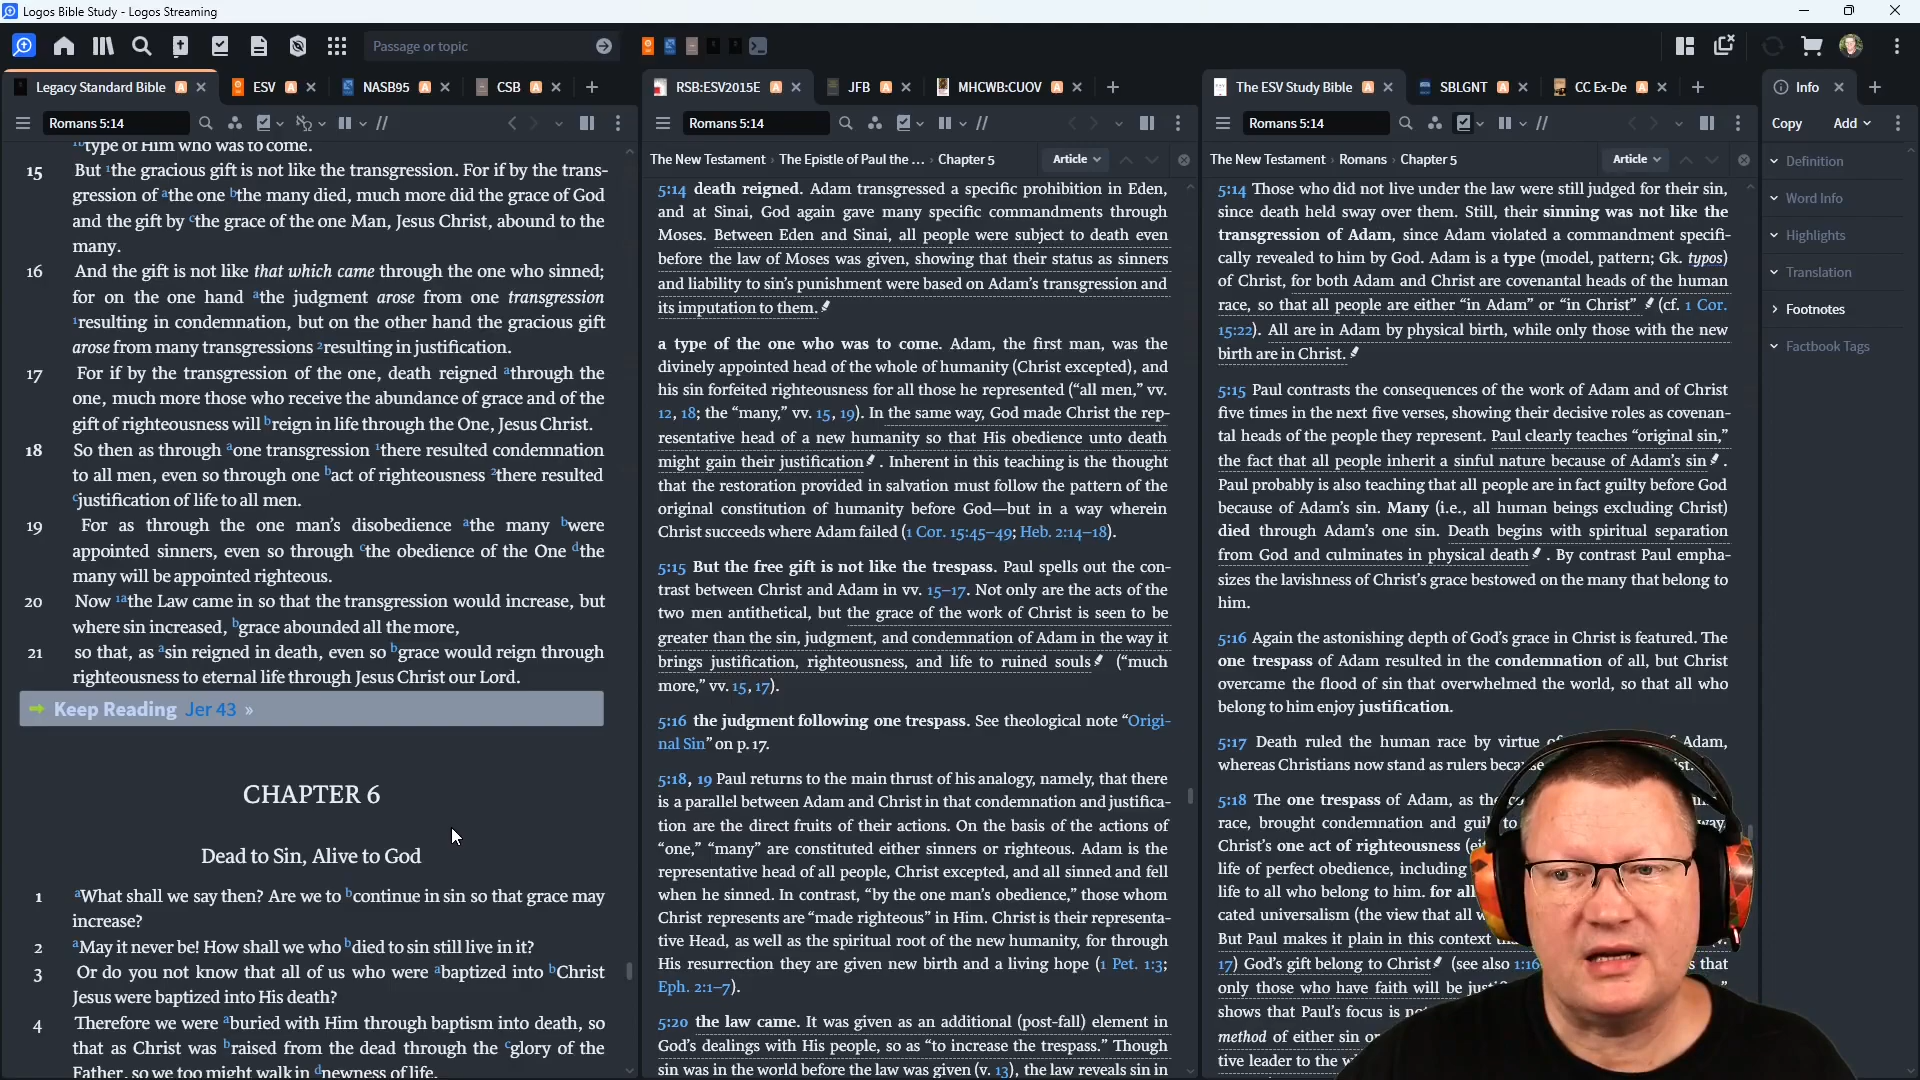 Logos Bible Study - Logos Streaming
Passage or topic
Legacy Standard Bible A
ESV A
NASB95 A
CSB A
RSB:ESV2015E A
JFB A
MHCWB:CUOV A
The ESV Study Bible A
SBLGNT A
CC Ex-De A
Info
Romans 5:14
Romans 5:14
Romans 5:14
Copy
Add
1b type of Him who was to come.
15 But 1the gracious gift is not like the transgression. For if by the trans-
gression of athe one bthe many died, much more did the grace of God
and the gift by cthe grace of the one Man, Jesus Christ, abound to the
many.
16 And the gift is not like that which came through the one who sinned;
for on the one hand athe judgment arose from one transgression
1resulting in condemnation, but on the other hand the gracious gift
arose from many transgressions 2resulting in justification.
17 For if by the transgression of the one, death reigned athrough the
one, much more those who receive the abundance of grace and of the
gift of righteousness will breign in life through the One, Jesus Christ.
18 So then as through aone transgression 1there resulted condemnation
to all men, even so through one bact of righteousness 2there resulted
cjustification of life to all men.
19 For as through the one man’s disobedience athe many bwere
appointed sinners, even so through cthe obedience of the One dthe
many will be appointed righteous.
20 Now 1athe Law came in so that the transgression would increase, but
where sin increased, bgrace abounded all the more,
21 so that, as asin reigned in death, even so bgrace would reign through
righteousness to eternal life through Jesus Christ our Lord.
Keep Reading Jer 43 »
CHAPTER 6
Dead to Sin, Alive to God
1 aWhat shall we say then? Are we to bcontinue in sin so that grace may
increase?
2 aMay it never be! How shall we who bdied to sin still live in it?
3 Or do you not know that all of us who were abaptized into bChrist
Jesus were baptized into His death?
4 Therefore we were aburied with Him through baptism into death, so
that as Christ was braised from the dead through the cglory of the
Father, so we too might walk in dnewness of life.
The New Testament › The Epistle of Paul the ... › Chapter 5
Article
5:14 death reigned. Adam transgressed a specific prohibition in Eden,
and at Sinai, God again gave many specific commandments through
Moses. Between Eden and Sinai, all people were subject to death even
before the law of Moses was given, showing that their status as sinners
and liability to sin’s punishment were based on Adam’s transgression and
its imputation to them.
a type of the one who was to come. Adam, the first man, was the
divinely appointed head of the whole of humanity (Christ excepted), and
his sin forfeited righteousness for all those he represented (“all men,” vv.
12, 18; the “many,” vv. 15, 19). In the same way, God made Christ the rep-
resentative head of a new humanity so that His obedience unto death
might gain their justification. Inherent in this teaching is the thought
that the restoration provided in salvation must follow the pattern of the
original constitution of humanity before God—but in a way wherein
Christ succeeds where Adam failed (1 Cor. 15:45–49; Heb. 2:14–18).
5:15 But the free gift is not like the trespass. Paul spells out the con-
trast between Christ and Adam in vv. 15–17. Not only are the acts of the
two men antithetical, but the grace of the work of Christ is seen to be
greater than the sin, judgment, and condemnation of Adam in the way it
brings justification, righteousness, and life to ruined souls (“much
more,” vv. 15, 17).
5:16 the judgment following one trespass. See theological note “Origi-
nal Sin” on p. 17.
5:18, 19 Paul returns to the main thrust of his analogy, namely, that there
is a parallel between Adam and Christ in that condemnation and justifica-
tion are the direct fruits of their actions. On the basis of the actions of
“one,” “many” are constituted either sinners or righteous. Adam is the
representative head of all people, Christ excepted, and all sinned and fell
when he sinned. In contrast, “by the one man’s obedience,” those whom
Christ represents are “made righteous” in Him. Christ is their representa-
tive Head, as well as the spiritual root of the new humanity, for through
His resurrection they are given new birth and a living hope (1 Pet. 1:3;
Eph. 2:1–7).
5:20 the law came. It was given as an additional (post-fall) element in
God’s dealings with His people, so as “to increase the trespass.” Though
sin was in the world before the law was given (v. 13), the law reveals sin in
The New Testament › Romans › Chapter 5
Article
5:14 Those who did not live under the law were still judged for their sin,
since death held sway over them. Still, their sinning was not like the
transgression of Adam, since Adam violated a commandment specifi-
cally revealed to him by God. Adam is a type (model, pattern; Gk. typos)
of Christ, for both Adam and Christ are covenantal heads of the human
race, so that all people are either “in Adam” or “in Christ” (cf. 1 Cor.
15:22). All are in Adam by physical birth, while only those with the new
birth are in Christ.
5:15 Paul contrasts the consequences of the work of Adam and of Christ
five times in the next five verses, showing their decisive roles as covenan-
tal heads of the people they represent. Paul clearly teaches “original sin,”
the fact that all people inherit a sinful nature because of Adam’s sin.
Paul probably is also teaching that all people are in fact guilty before God
because of Adam’s sin. Many (i.e., all human beings excluding Christ)
died through Adam’s one sin. Death begins with spiritual separation
from God and culminates in physical death. By contrast Paul empha-
sizes the lavishness of Christ’s grace bestowed on the many that belong to
him.
5:16 Again the astonishing depth of God’s grace in Christ is featured. The
one trespass of Adam resulted in the condemnation of all, but Christ
overcame the flood of sin that overwhelmed the world, so that all who
belong to him enjoy justification.
5:17 Death ruled the human race by virtue Adam,
whereas Christians now stand as rulers
5:18 The one trespass of Adam, as the
race, brought condemnation and way,
Christ’s one act of righteousness
life of perfect obedience, including
life to all who belong to him. for all
cated universalism (the view that all
But Paul makes it plain in this context
17) God’s gift belong to Christ (see also 1:16 that
only those who have faith will be
shows that Paul’s focus is
method of either sin or
tive leader to the
Definition
Word Info
Highlights
Translation
Footnotes
Factbook Tags